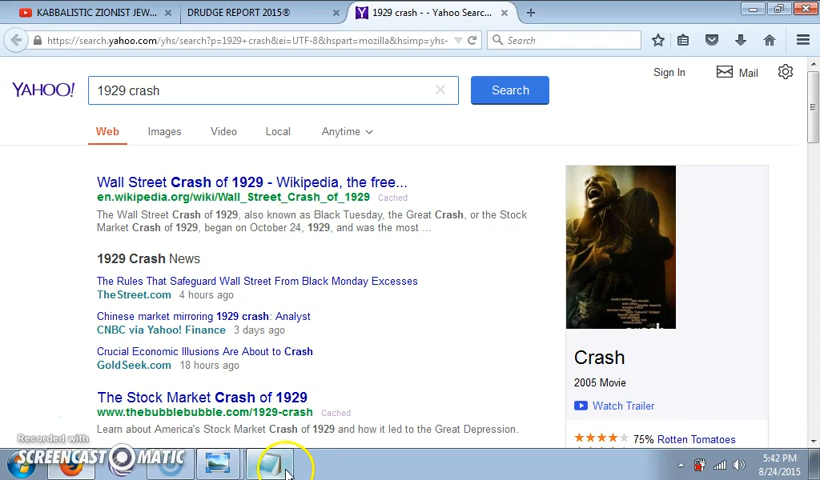 KABBALISTIC ZIONIST JEW... × DRUDGE REPORT 2015® × Y 1929 crash - - Yahoo Searc... × +
https://search.yahoo.com/yhs/search?p=1929+crash&ei=UTF-8&hspart=mozilla&hsimp=yhs- Search
Sign In Mail
YAHOO! 1929 crash × Search
Web Images Video Local Anytime
Wall Street Crash of 1929 - Wikipedia, the free...
en.wikipedia.org/wiki/Wall_Street_Crash_of_1929 Cached
The Wall Street Crash of 1929, also known as Black Tuesday, the Great Crash, or the Stock
Market Crash of 1929, began on October 24, 1929, and was the most ...
1929 Crash News
The Rules That Safeguard Wall Street From Black Monday Excesses
TheStreet.com 4 hours ago
Chinese market mirroring 1929 crash: Analyst
CNBC via Yahoo! Finance 3 days ago
Crucial Economic Illusions Are About to Crash
GoldSeek.com 18 hours ago
The Stock Market Crash of 1929
www.thebubblebubble.com/1929-crash Cached
Learn about America's Stock Market Crash of 1929 and how it led to the Great Depression.
crash
Crash
2005 Movie
Watch Trailer
75% Rotten Tomatoes
Recorded with
SCREENCAST MATIC
5:42 PM
8/24/2015